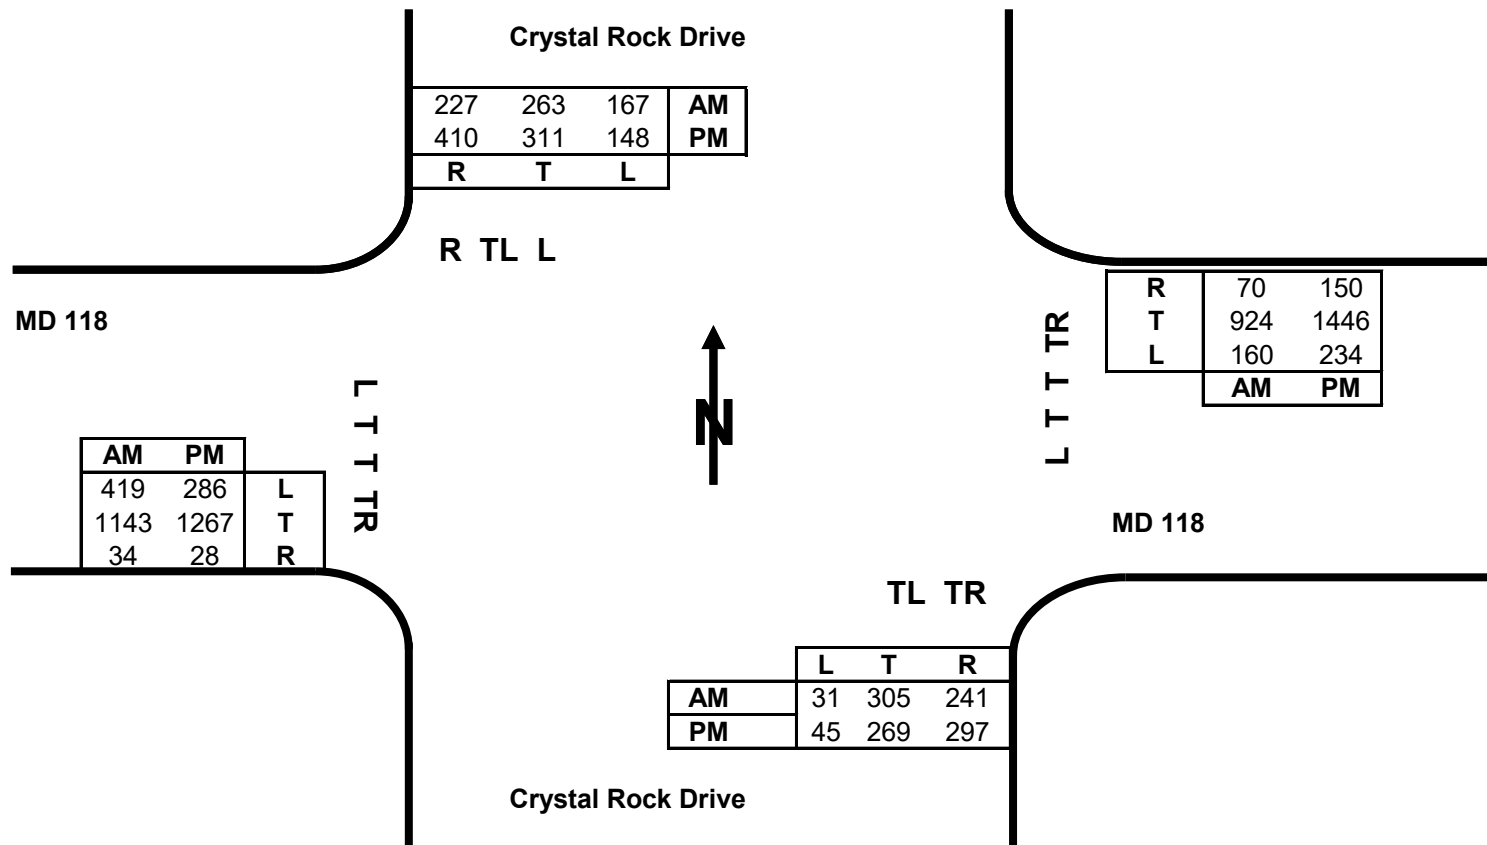 Crystal Rock Drive
227 263 167 AM
410 311 148 PM
R T L
R TL L
MD 118
R 70 150
T 924 1446
L 160 234
AM PM
L T T TR
L T T TR
N
AM PM
419 286 L
1143 1267 T
34 28 R
MD 118
TL TR
L T R
AM 31 305 241
PM 45 269 297
Crystal Rock Drive